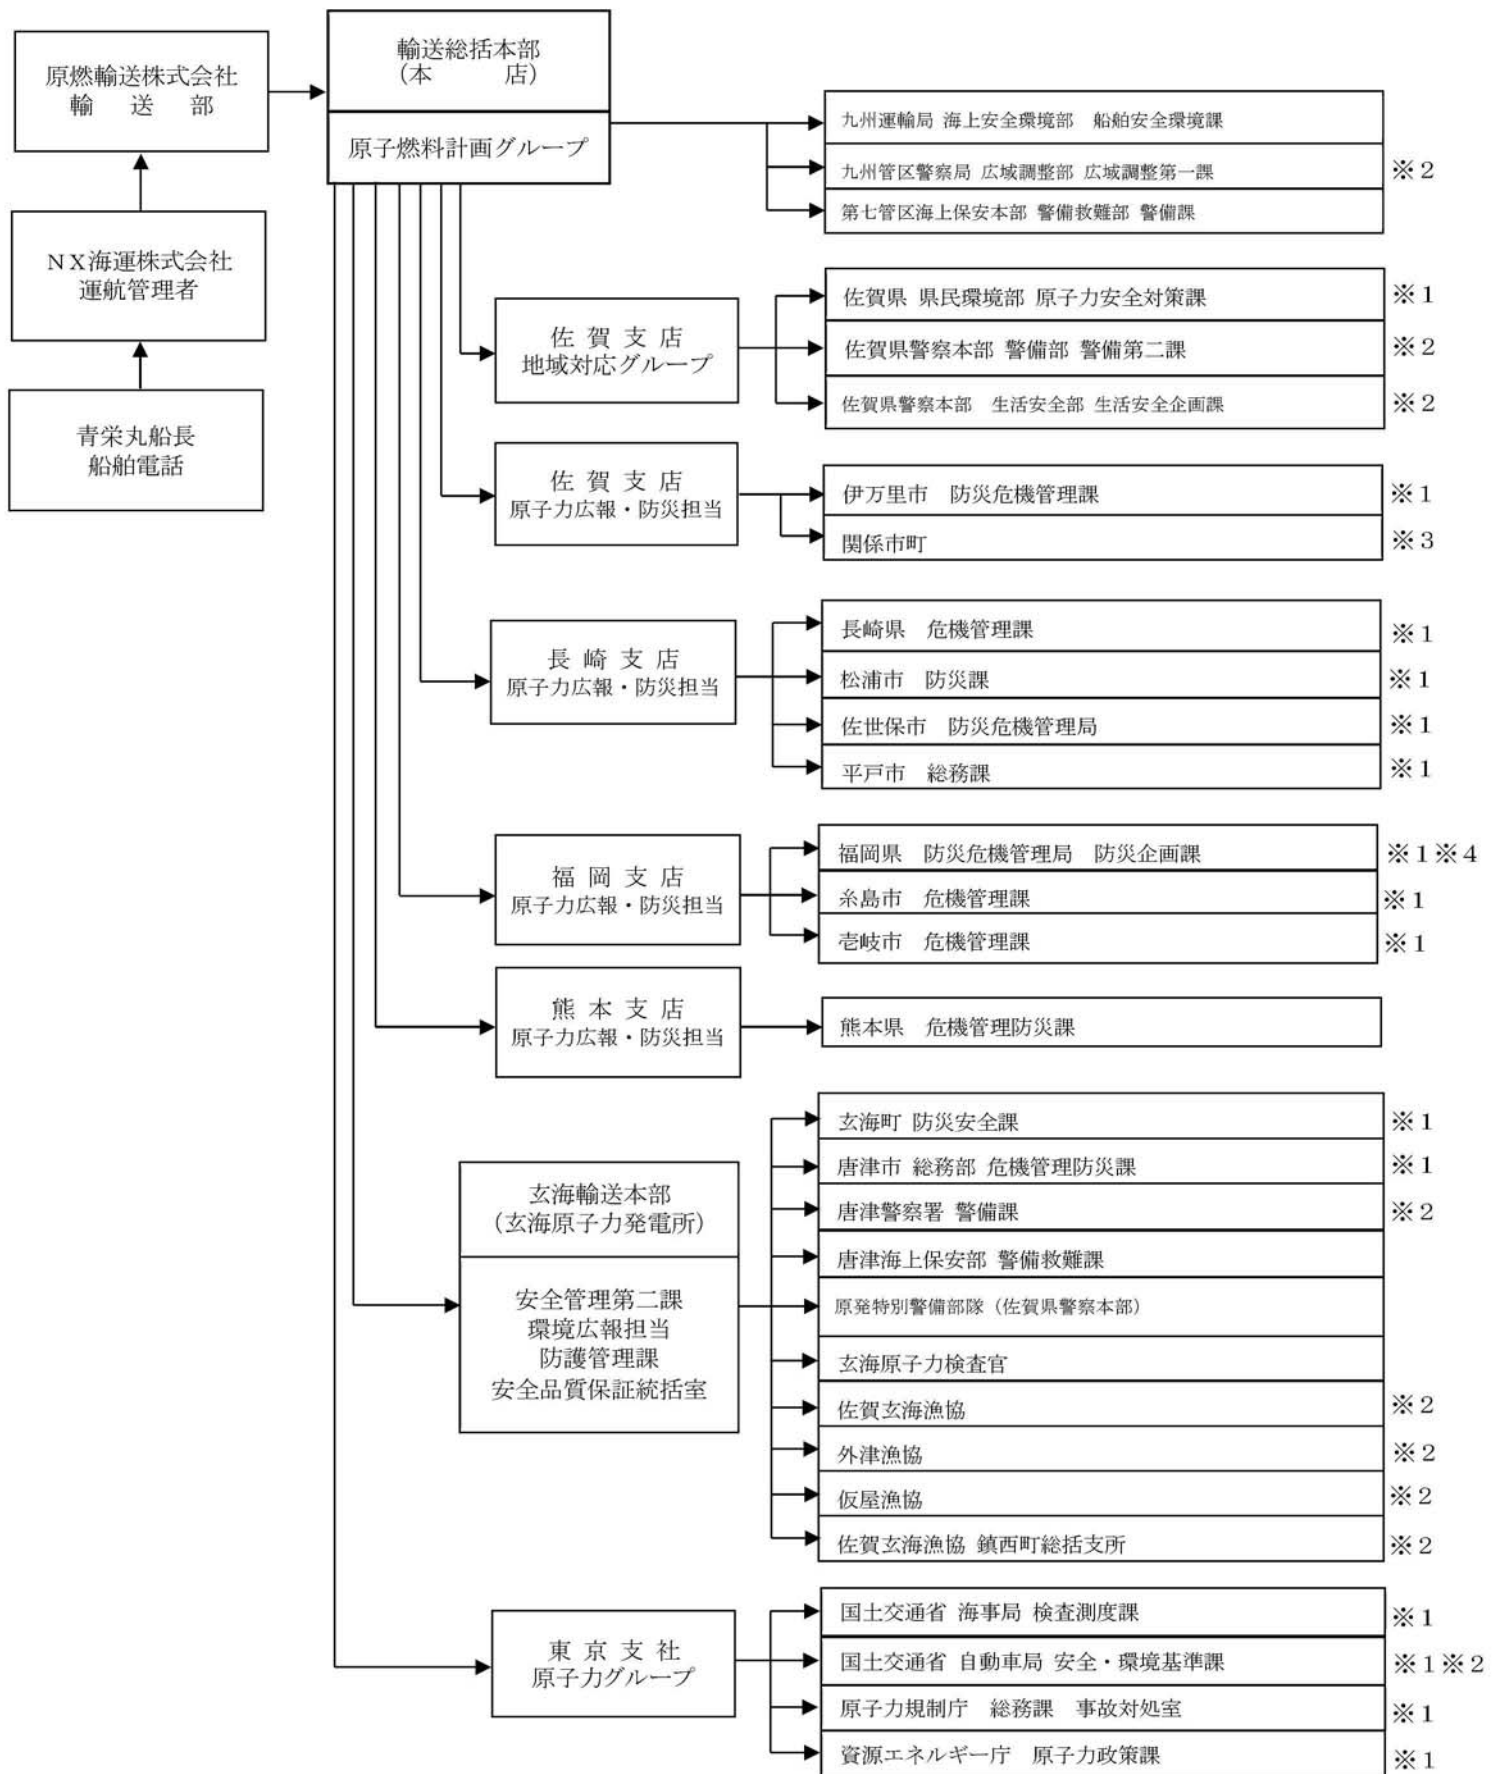 原燃輸送株式会社
輸 送 部
NX海運株式会社
運航管理者
青栄丸船長
船舶電話
輸送総括本部
(本 店)
原子燃料計画グループ
九州運輸局 海上安全環境部 船舶安全環境課
九州管区警察局 広域調整部 広域調整第一課 ※2
第七管区海上保安本部 警備救難部 警備課
佐 賀 支 店
地域対応グループ
佐賀県 県民環境部 原子力安全対策課 ※1
佐賀県警察本部 警備部 警備第二課 ※2
佐賀県警察本部 生活安全部 生活安全企画課 ※2
佐 賀 支 店
原子力広報・防災担当
伊万里市 防災危機管理課 ※1
関係市町 ※3
長 崎 支 店
原子力広報・防災担当
長崎県 危機管理課 ※1
松浦市 防災課 ※1
佐世保市 防災危機管理局 ※1
平戸市 総務課 ※1
福 岡 支 店
原子力広報・防災担当
福岡県 防災危機管理局 防災企画課 ※1※4
糸島市 危機管理課 ※1
壱岐市 危機管理課 ※1
熊 本 支 店
原子力広報・防災担当
熊本県 危機管理防災課
玄海輸送本部
(玄海原子力発電所)
安全管理第二課
環境広報担当
防護管理課
安全品質保証統括室
玄海町 防災安全課 ※1
唐津市 総務部 危機管理防災課 ※1
唐津警察署 警備課 ※2
唐津海上保安部 警備救難課
原発特別警備部隊(佐賀県警察本部)
玄海原子力検査官
佐賀玄海漁協 ※2
外津漁協 ※2
仮屋漁協 ※2
佐賀玄海漁協 鎮西町総括支所 ※2
東 京 支 社
原子力グループ
国土交通省 海事局 検査測度課 ※1
国土交通省 自動車局 安全・環境基準課 ※1※2
原子力規制庁 総務課 事故対処室 ※1
資源エネルギー庁 原子力政策課 ※1